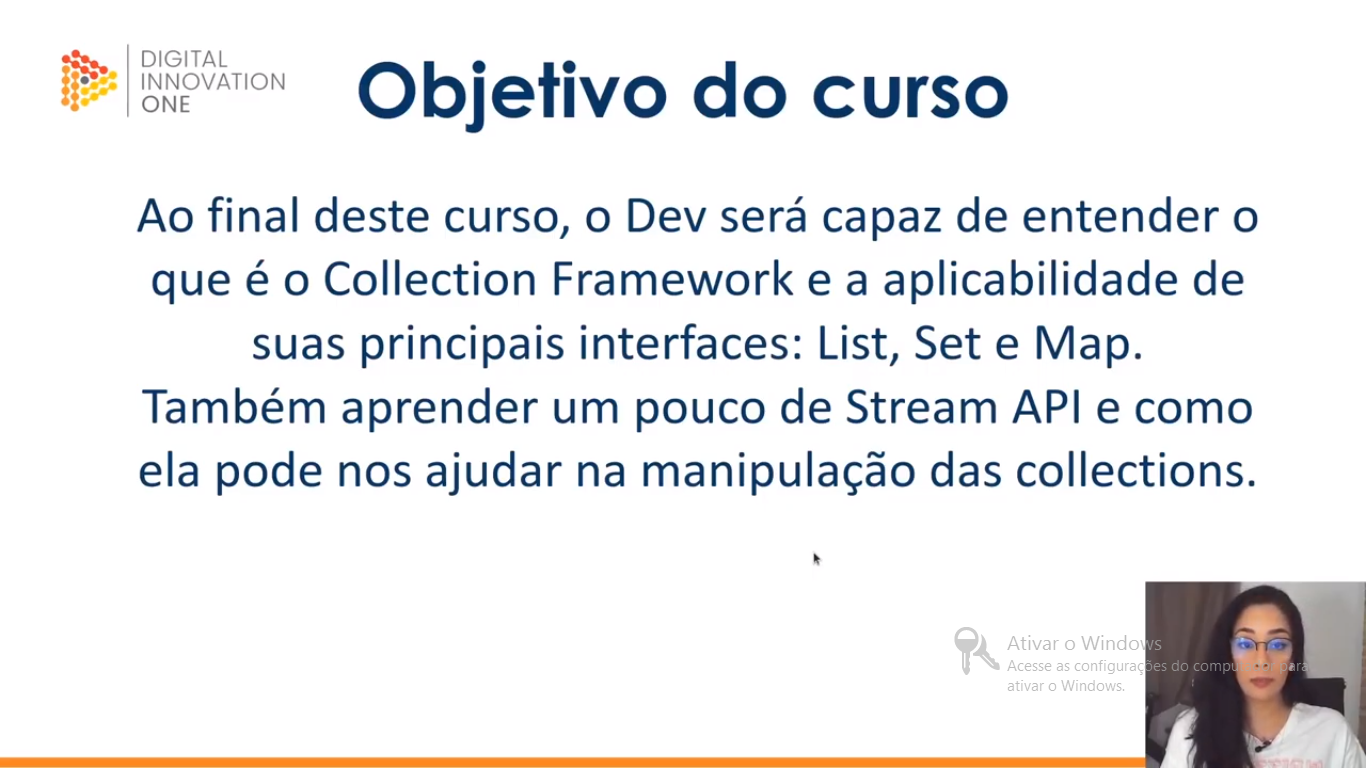 DIGITAL
INNOVATION
ONE
Objetivo do curso
Ao final deste curso, o Dev será capaz de entender o
que é o Collection Framework e a aplicabilidade de
suas principais interfaces: List, Set e Map.
Também aprender um pouco de Stream API e como
ela pode nos ajudar na manipulação das collections.
Ativar o Windows
Acesse as configurações do computador para
ativar o Windows.